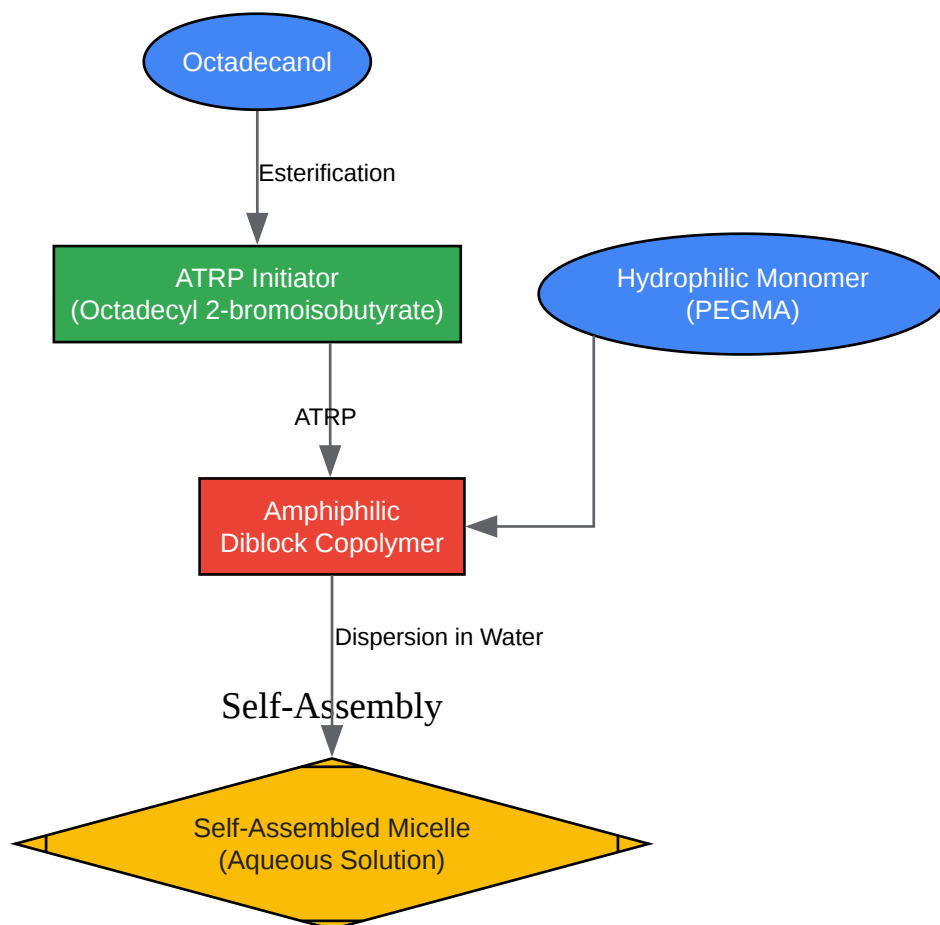 Octadecanol
Esterification
ATRP Initiator
(Octadecyl 2-bromoisobutyrate)
Hydrophilic Monomer
(PEGMA)
ATRP
Amphiphilic
Diblock Copolymer
Dispersion in Water
Self-Assembly
Self-Assembled Micelle
(Aqueous Solution)